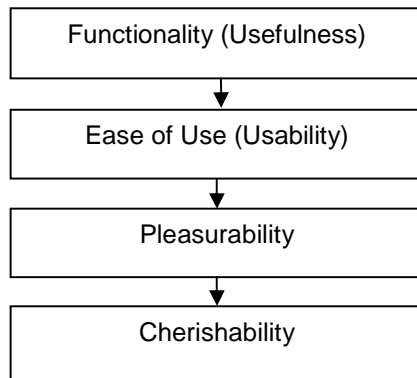 Functionality (Usefulness)
Ease of Use (Usability)
Pleasurability
Cherishability